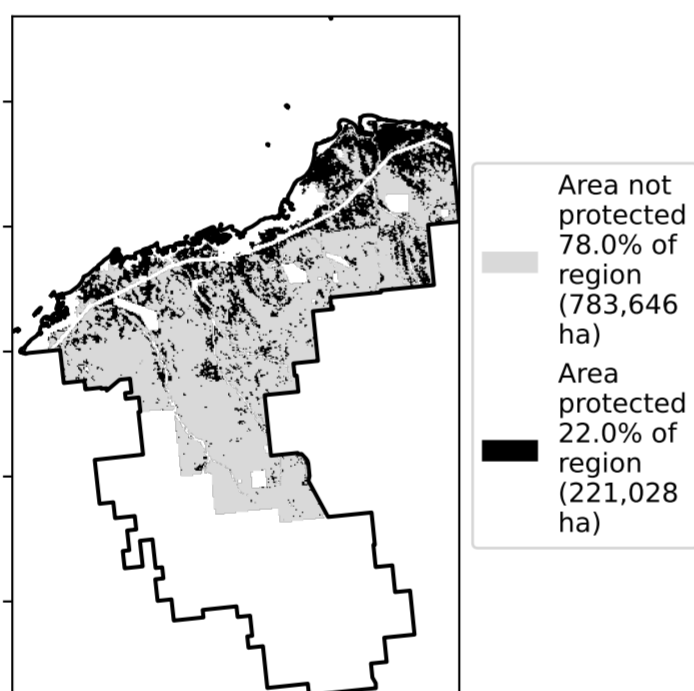 Area not
protected
78.0% of
region
(783,646
ha)
Area
protected
22.0% of
region
(221,028
ha)